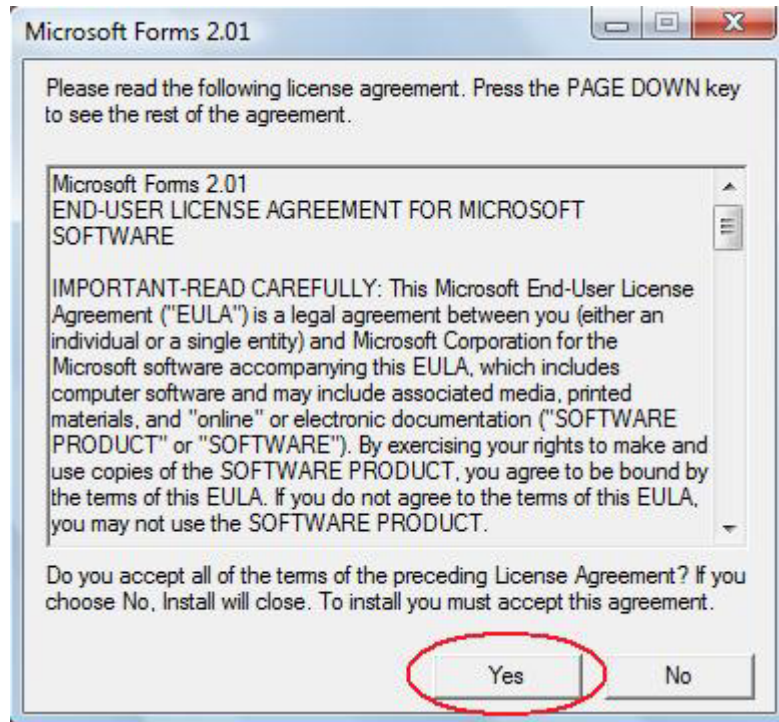 Microsoft Forms 2.01
Please read the following license agreement. Press the PAGE DOWN key
to see the rest of the agreement.
Microsoft Forms 2.01
END-USER LICENSE AGREEMENT FOR MICROSOFT
SOFTWARE
IMPORTANT-READ CAREFULLY: This Microsoft End-User License
Agreement ("EULA") is a legal agreement between you (either an
individual or a single entity) and Microsoft Corporation for the
Microsoft software accompanying this EULA, which includes
computer software and may include associated media, printed
materials, and "online" or electronic documentation ("SOFTWARE
PRODUCT" or "SOFTWARE"). By exercising your rights to make and
use copies of the SOFTWARE PRODUCT, you agree to be bound by
the terms of this EULA. If you do not agree to the terms of this EULA,
you may not use the SOFTWARE PRODUCT.
Do you accept all of the terms of the preceding License Agreement? If you
choose No, Install will close. To install you must accept this agreement.
Yes No